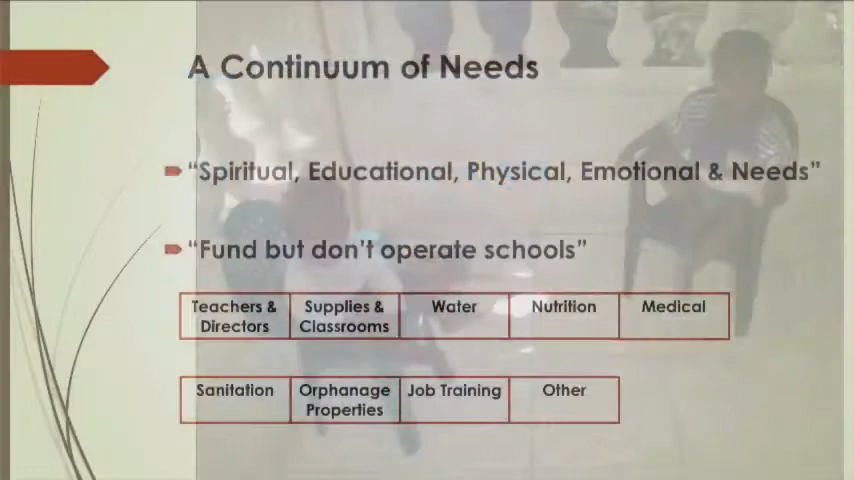 A Continuum of Needs
“Spiritual, Educational, Physical, Emotional & Needs”
“Fund but don’t operate schools”
Teachers & Directors Supplies & Classrooms Water Nutrition Medical
Sanitation Orphanage Properties Job Training Other